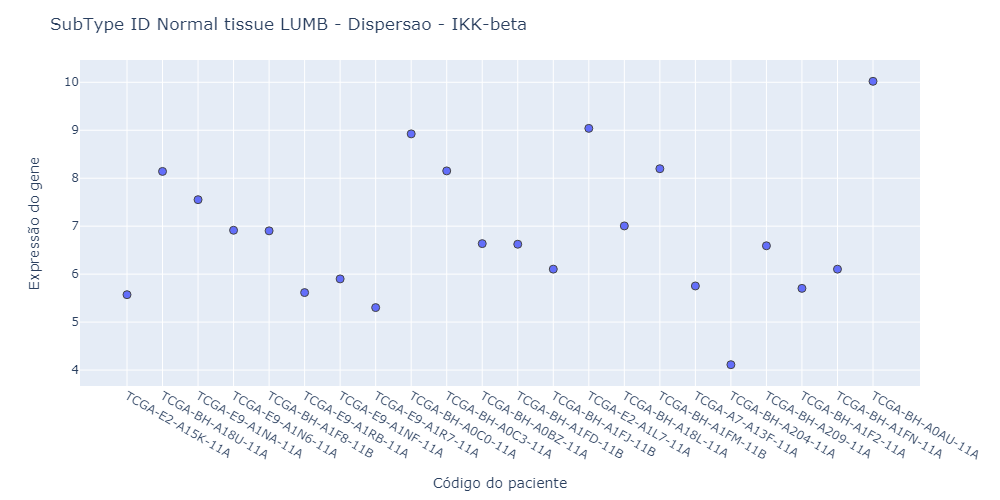 SubType ID Normal tissue LUMB - Dispersao - IKK-beta
Expressão do gene
10
9
8
7
6
5
4
TCGA-E2-A15K-11A
TCGA-BH-A18U-11A
TCGA-E9-A1NA-11A
TCGA-E9-A1N6-11A
TCGA-BH-A1F8-11B
TCGA-E9-A1RB-11A
TCGA-E9-A1NF-11A
TCGA-E9-A1R7-11A
TCGA-BH-A0C0-11A
TCGA-BH-A0C3-11A
TCGA-BH-A0BZ-11A
TCGA-BH-A1FD-11B
TCGA-BH-A1FJ-11B
TCGA-E2-A1L7-11A
TCGA-BH-A18L-11A
TCGA-BH-A1FM-11B
TCGA-A7-A13F-11A
TCGA-BH-A204-11A
TCGA-BH-A209-11A
TCGA-BH-A1F2-11A
TCGA-BH-A1FN-11A
TCGA-BH-A0AU-11A
Código do paciente